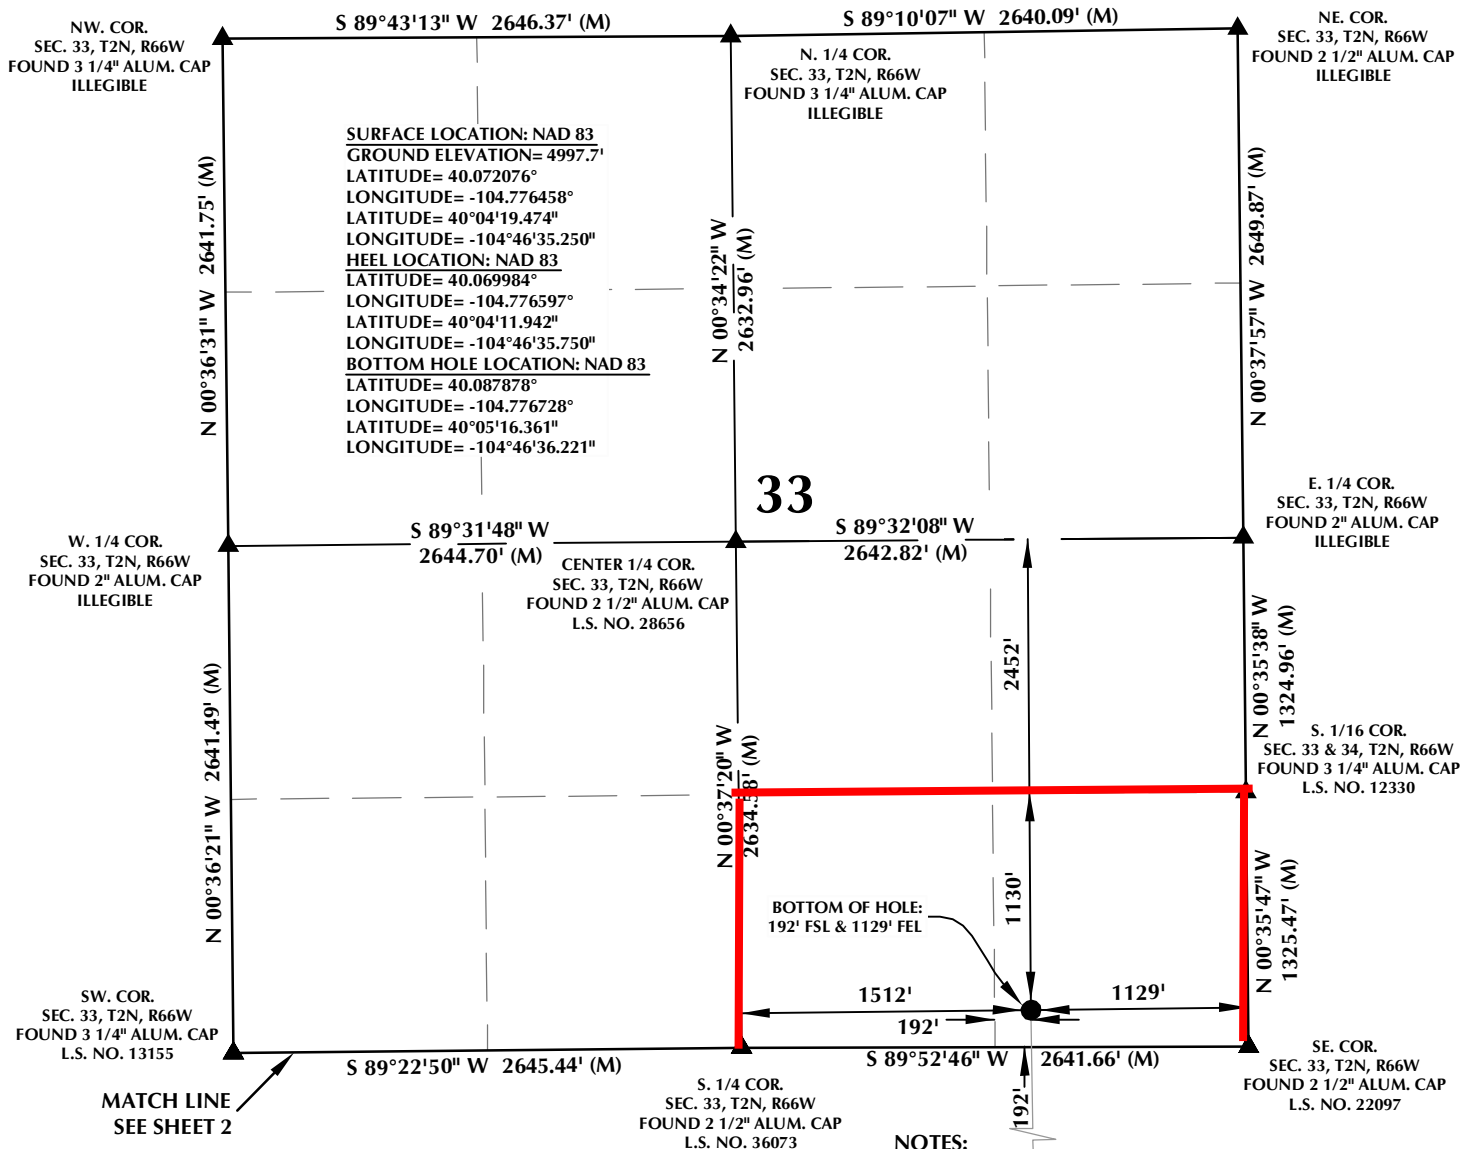 S 89°43'13" W 2646.37' (M)
S 89°10'07" W 2640.09' (M)
NW. COR.
SEC. 33, T2N, R66W
FOUND 3 1/4" ALUM. CAP
ILLEGIBLE
N. 1/4 COR.
SEC. 33, T2N, R66W
FOUND 3 1/4" ALUM. CAP
ILLEGIBLE
NE. COR.
SEC. 33, T2N, R66W
FOUND 2 1/2" ALUM. CAP
ILLEGIBLE
SURFACE LOCATION: NAD 83
GROUND ELEVATION= 4997.7'
LATITUDE= 40.072076°
LONGITUDE= -104.776458°
LATITUDE= 40°04'19.474"
LONGITUDE= -104°46'35.250"
HEEL LOCATION: NAD 83
LATITUDE= 40.069984°
LONGITUDE= -104.776597°
LATITUDE= 40°04'11.942"
LONGITUDE= -104°46'35.750"
BOTTOM HOLE LOCATION: NAD 83
LATITUDE= 40.087878°
LONGITUDE= -104.776728°
LATITUDE= 40°05'16.361"
LONGITUDE= -104°46'36.221"
N 00°36'31" W 2641.75' (M)
N 00°34'22" W
2632.96' (M)
N 00°37'57" W 2649.87' (M)
33
W. 1/4 COR.
SEC. 33, T2N, R66W
FOUND 2" ALUM. CAP
ILLEGIBLE
S 89°31'48" W
2644.70' (M)
S 89°32'08" W
2642.82' (M)
CENTER 1/4 COR.
SEC. 33, T2N, R66W
FOUND 2 1/2" ALUM. CAP
L.S. NO. 28656
E. 1/4 COR.
SEC. 33, T2N, R66W
FOUND 2" ALUM. CAP
ILLEGIBLE
2452'
N 00°35'38" W
1324.96' (M)
N 00°36'21" W 2641.49' (M)
N 00°37'20" W
2634.58' (M)
S. 1/16 COR.
SEC. 33 & 34, T2N, R66W
FOUND 3 1/4" ALUM. CAP
L.S. NO. 12330
1130'
N 00°35'47" W
1325.47' (M)
BOTTOM OF HOLE:
192' FSL & 1129' FEL
1512'
1129'
192'
SW. COR.
SEC. 33, T2N, R66W
FOUND 3 1/4" ALUM. CAP
L.S. NO. 13155
S 89°22'50" W 2645.44' (M)
S 89°52'46" W 2641.66' (M)
MATCH LINE
SEE SHEET 2
S. 1/4 COR.
SEC. 33, T2N, R66W
FOUND 2 1/2" ALUM. CAP
L.S. NO. 36073
192'
SE. COR.
SEC. 33, T2N, R66W
FOUND 2 1/2" ALUM. CAP
L.S. NO. 22097
NOTES: